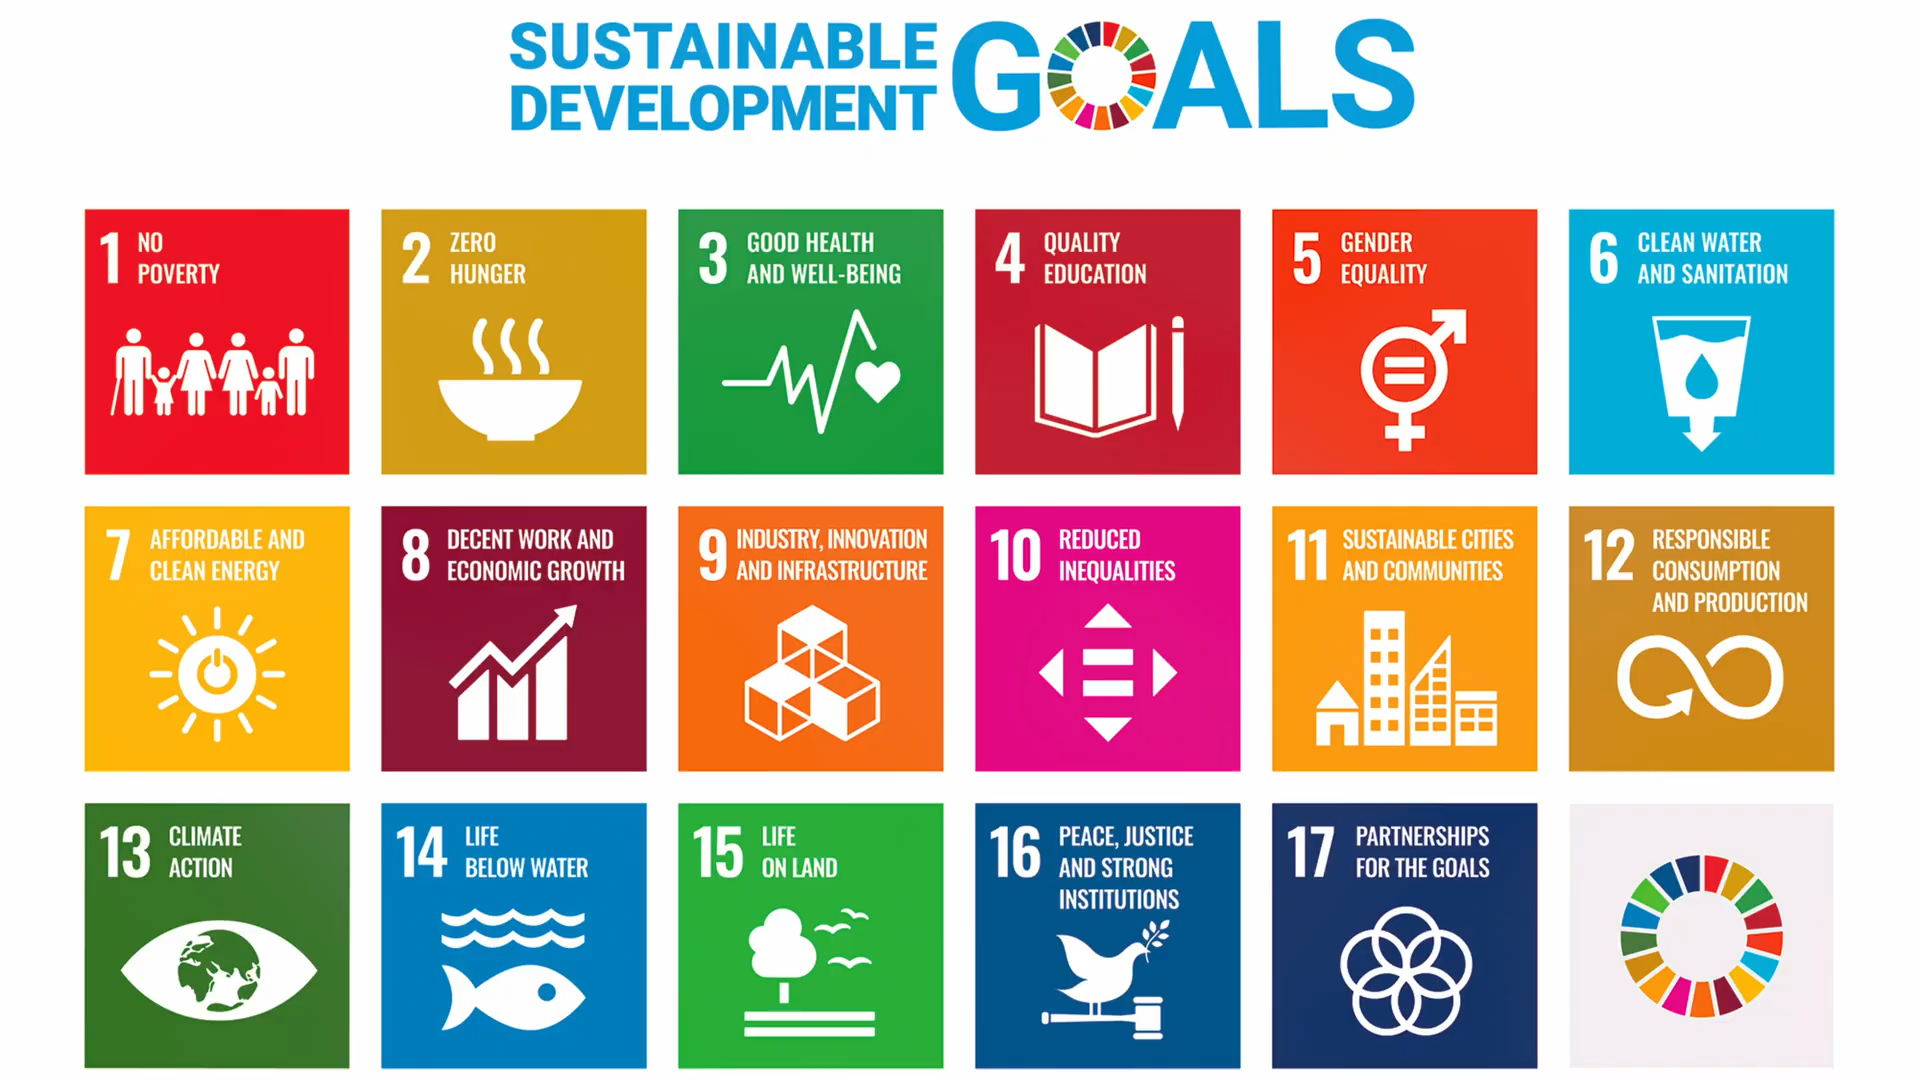 SUSTAINABLE
DEVELOPMENT
GOALS
1 NO
POVERTY
2 ZERO
HUNGER
3 GOOD HEALTH
AND WELL-BEING
4 QUALITY
EDUCATION
5 GENDER
EQUALITY
6 CLEAN WATER
AND SANITATION
7 AFFORDABLE AND
CLEAN ENERGY
8 DECENT WORK AND
ECONOMIC GROWTH
9 INDUSTRY, INNOVATION
AND INFRASTRUCTURE
10 REDUCED
INEQUALITIES
11 SUSTAINABLE CITIES
AND COMMUNITIES
12 RESPONSIBLE
CONSUMPTION
AND PRODUCTION
13 CLIMATE
ACTION
14 LIFE
BELOW WATER
15 LIFE
ON LAND
16 PEACE, JUSTICE
AND STRONG
INSTITUTIONS
17 PARTNERSHIPS
FOR THE GOALS